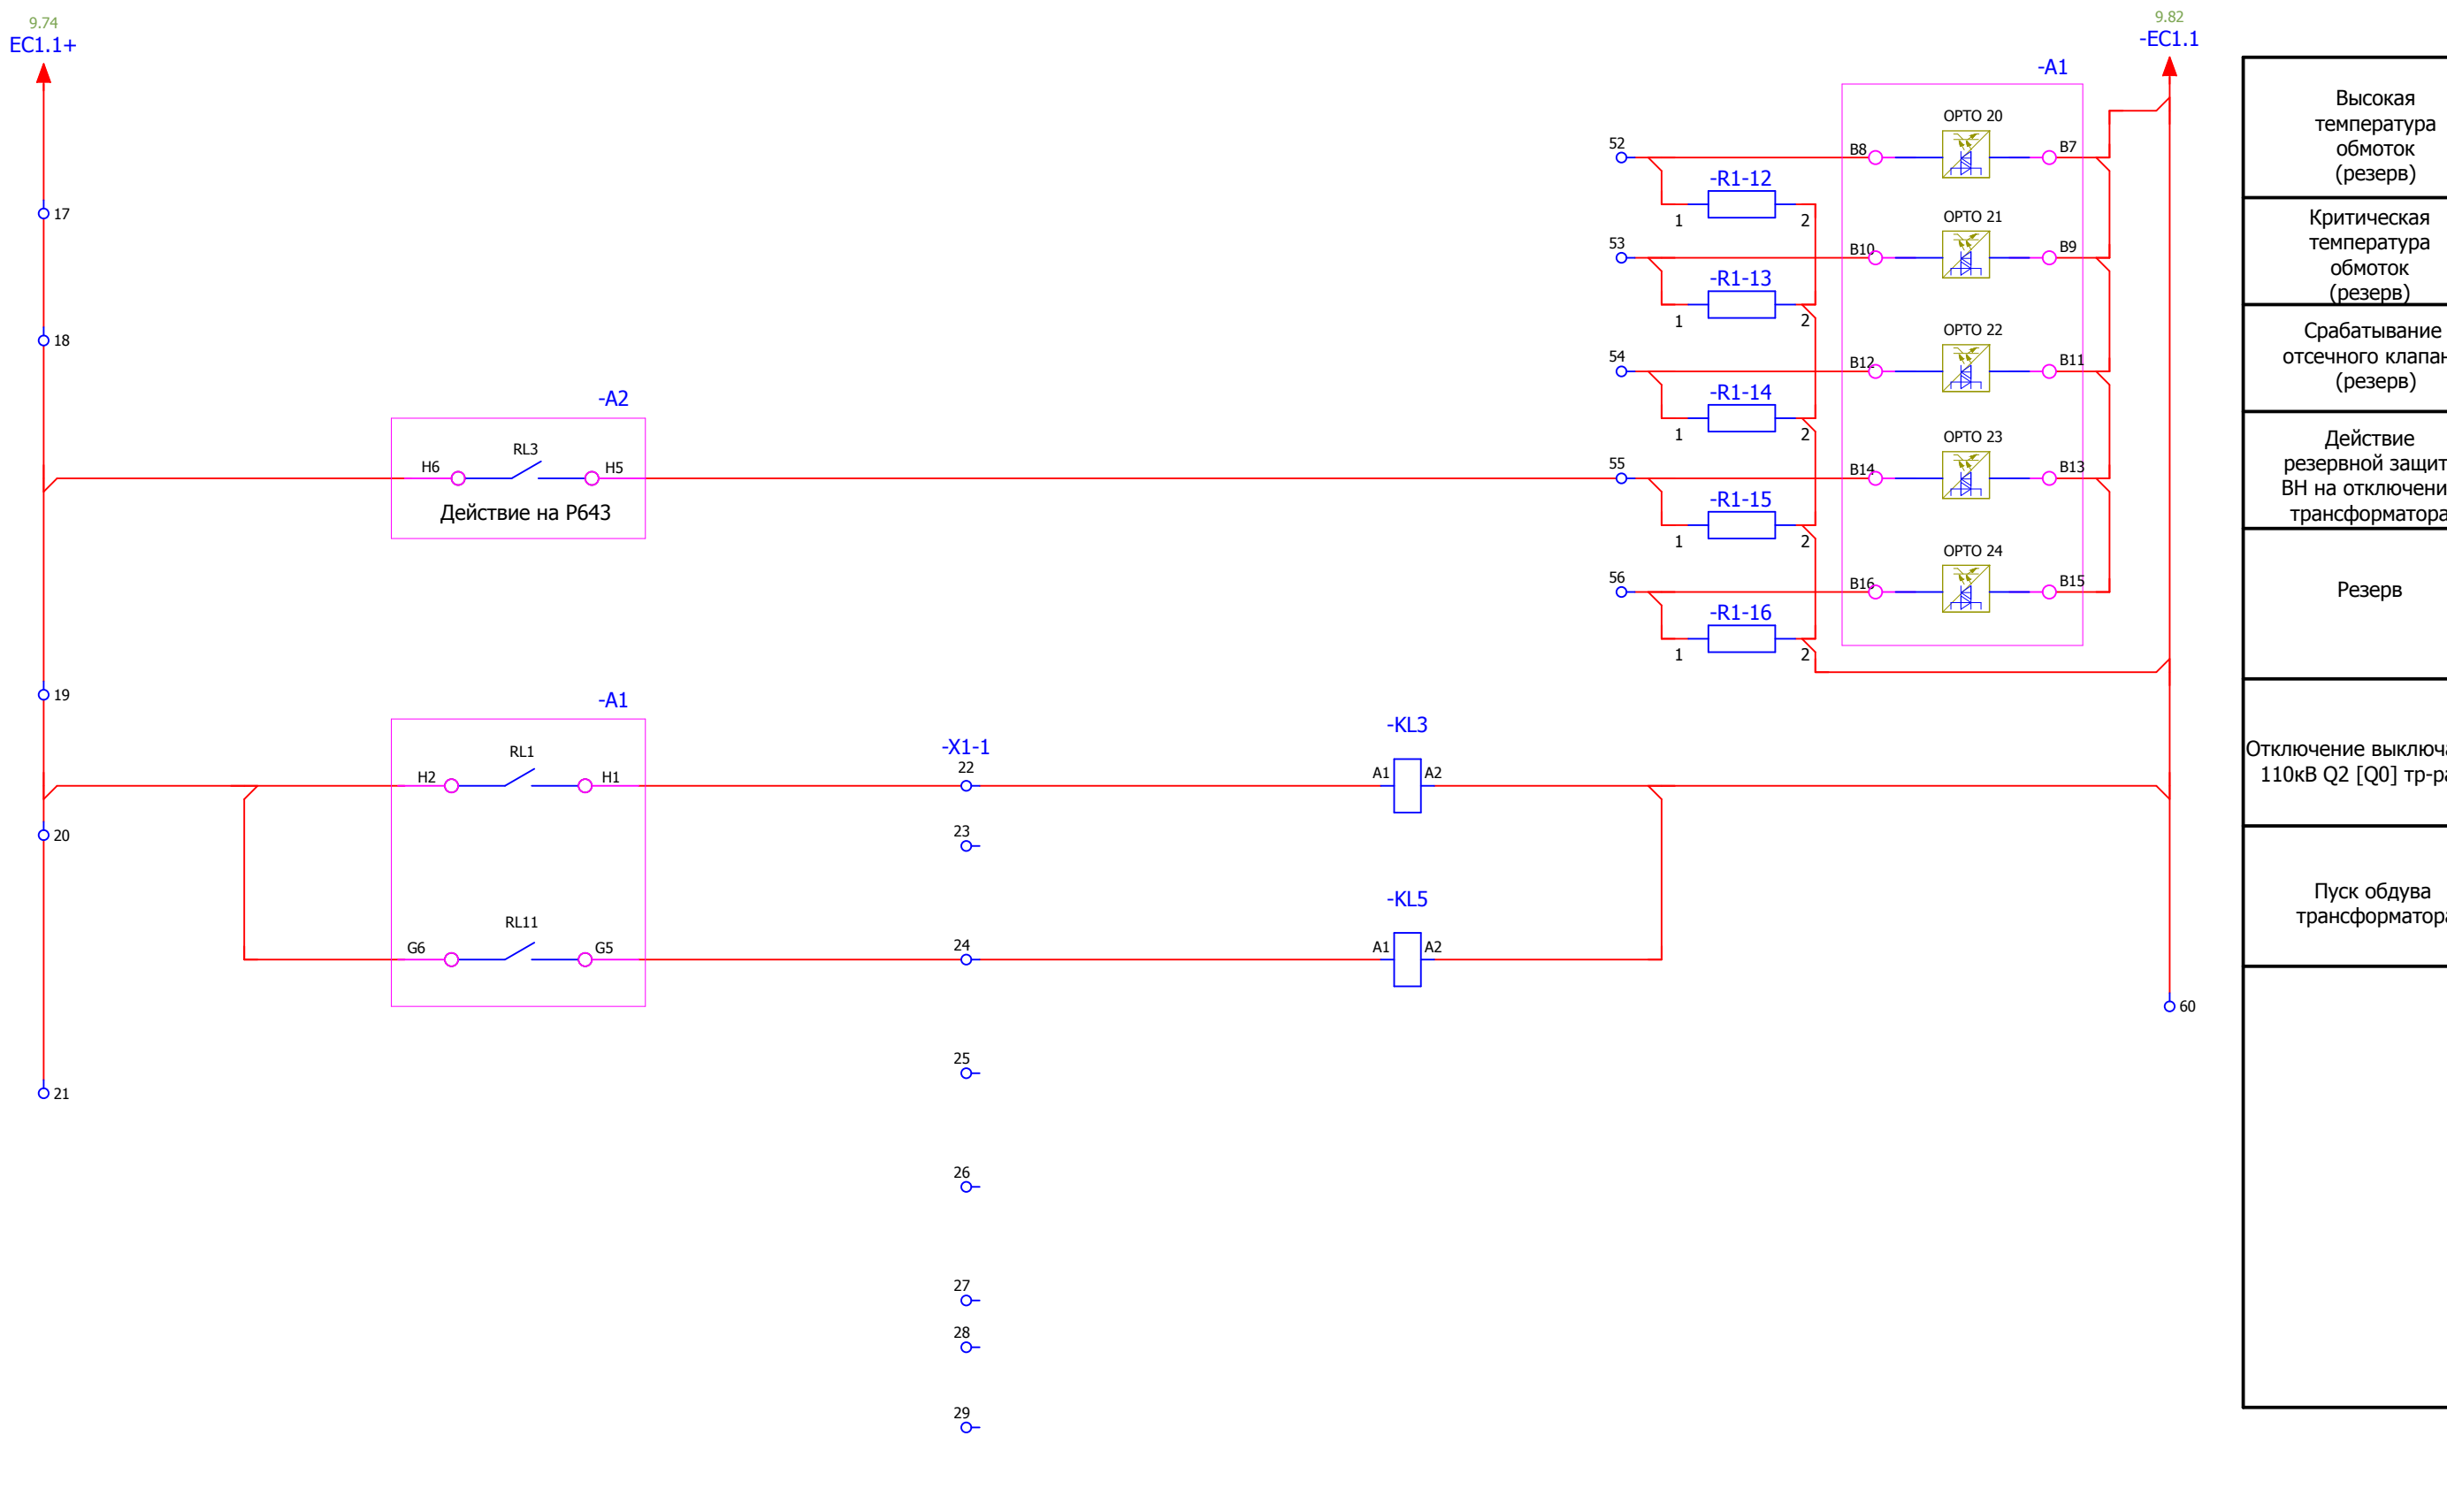 9.74
EC1.1+
17
18
19
20
21
-A2
RL3
H6
H5
Действие на P643
-A1
RL1
H2
H1
RL11
G6
G5
-X1-1
22
23
24
25
26
27
28
29
-KL3
A1
A2
-KL5
A1
A2
52
-R1-12
1
2
53
-R1-13
1
2
54
-R1-14
1
2
55
-R1-15
1
2
56
-R1-16
1
2
-A1
OPTO 20
B8
B7
OPTO 21
B10
B9
OPTO 22
B12
B11
OPTO 23
B14
B13
OPTO 24
B16
B15
9.82
-EC1.1
60
Высокая
температура
обмоток
(резерв)
Критическая
температура
обмоток
(резерв)
Срабатывание
отсечного клапан
(резерв)
Действие
резервной защит
ВН на отключени
трансформатора
Резерв
Отключение выключа
110кВ Q2 [Q0] тр-ра
Пуск обдува
трансформатора